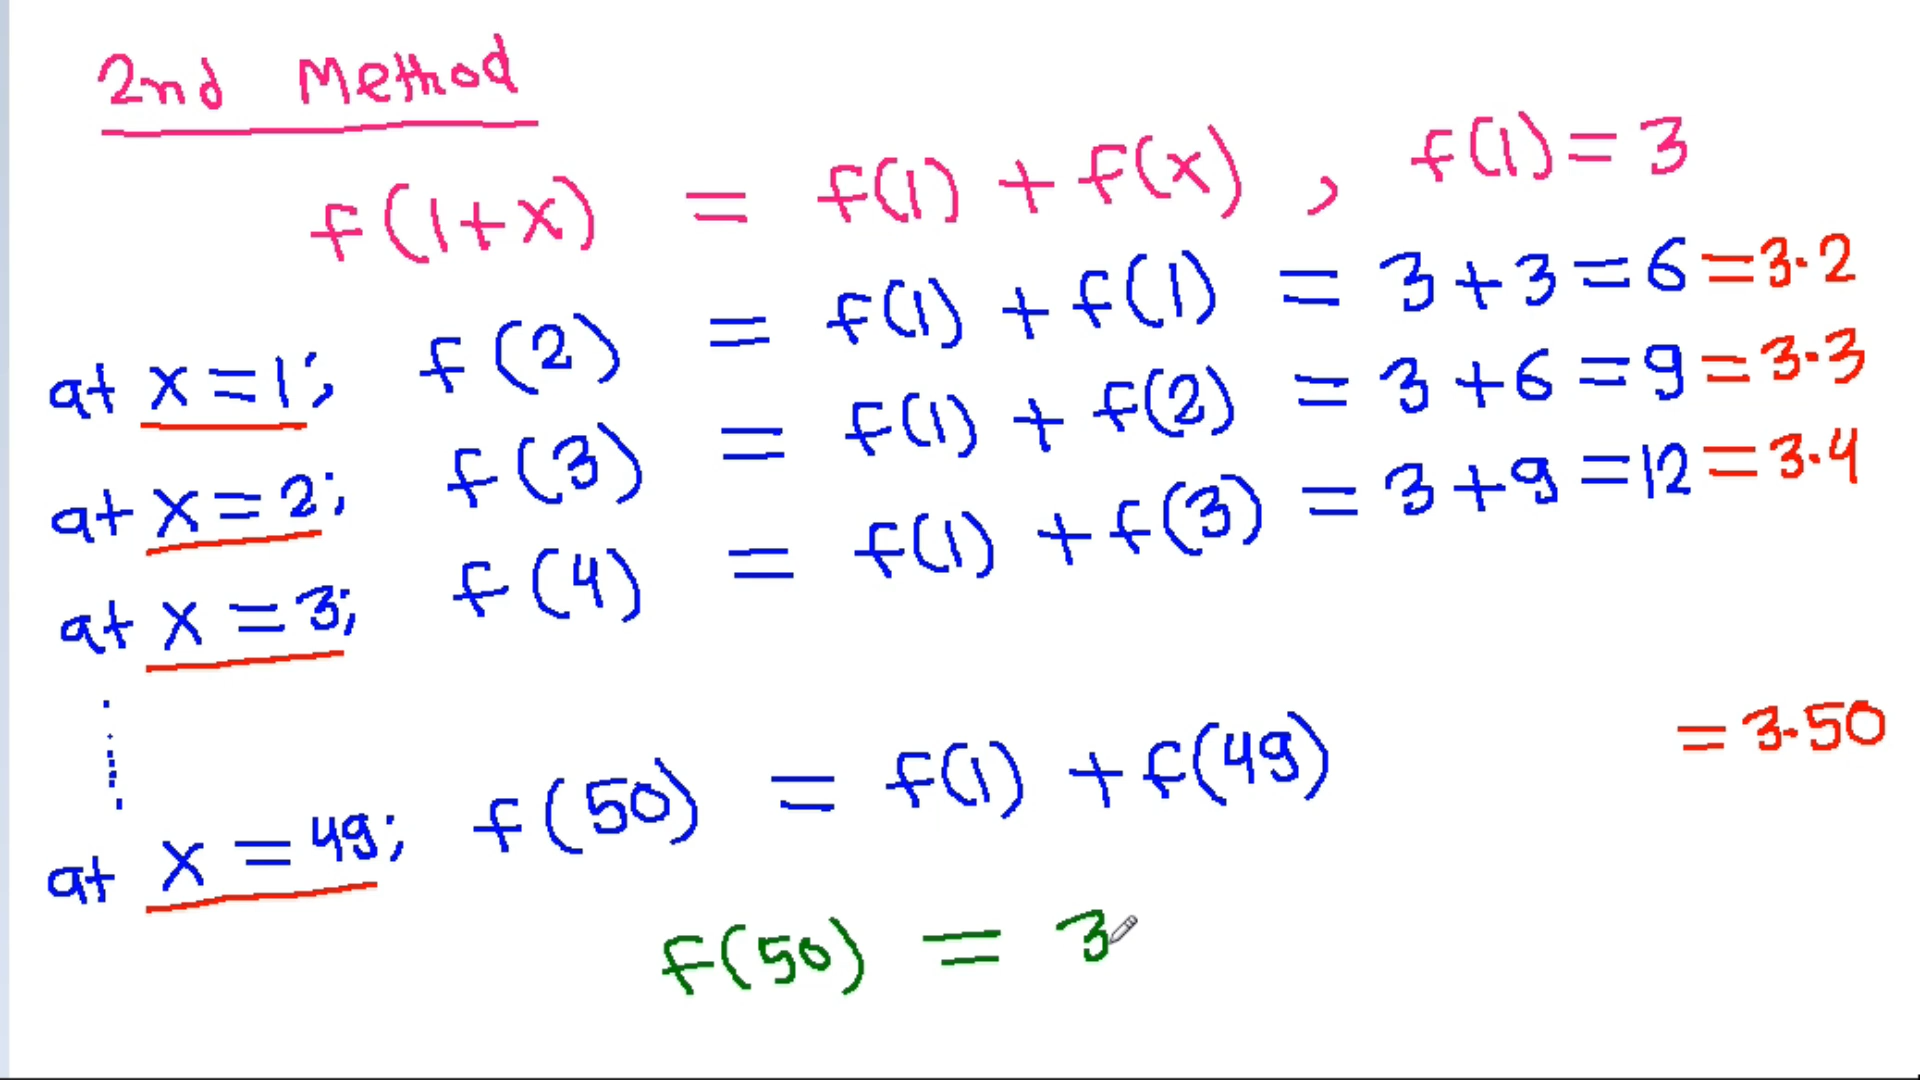 2nd Method
f(1+x) = f(1) + f(x) , f(1) = 3
at x = 1; f(2) = f(1) + f(1) = 3 + 3 = 6 = 3·2
at x = 2; f(3) = f(1) + f(2) = 3 + 6 = 9 = 3·3
at x = 3; f(4) = f(1) + f(3) = 3 + 9 = 12 = 3·4
at x = 49; f(50) = f(1) + f(49) = 3·50
f(50) = 3